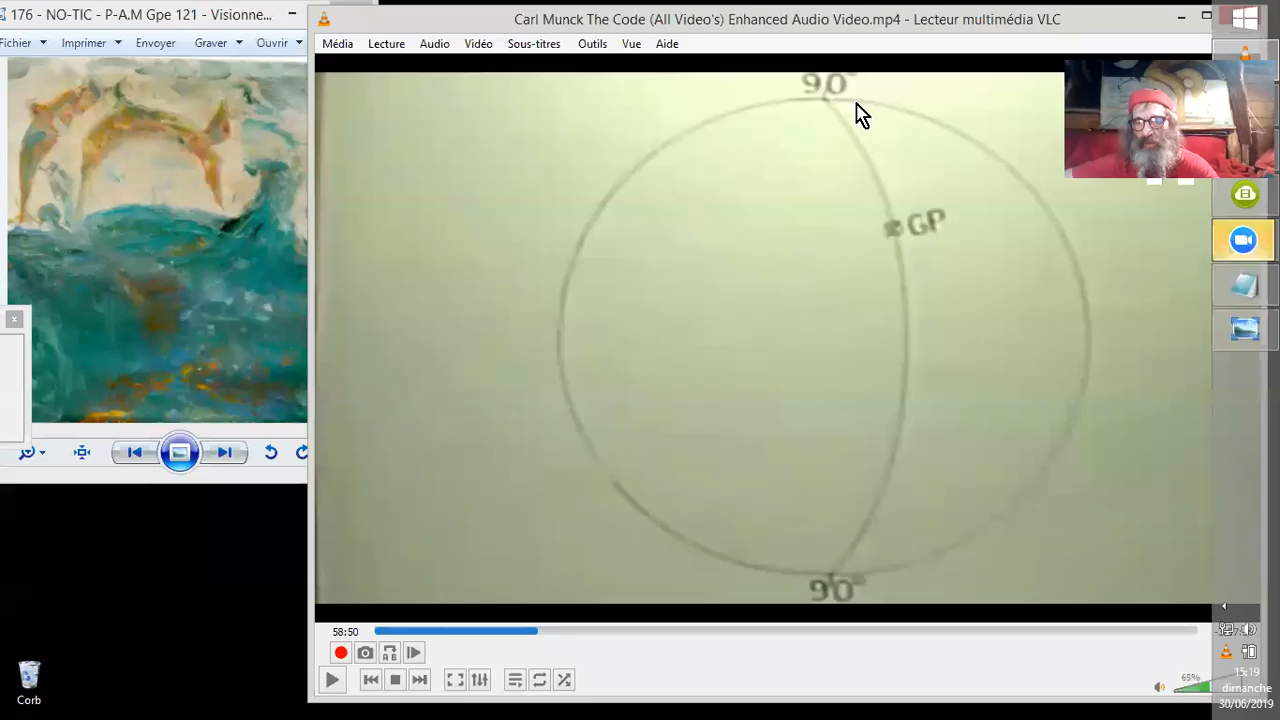 176 - NO-TIC - P-A.M Gpe 121 - Visionne...
Fichier Imprimer Envoyer Graver Ouvrir
Carl Munck The Code (All Video's) Enhanced Audio Video.mp4 - Lecteur multimédia VLC
Média Lecture Audio Vidéo Sous-titres Outils Vue Aide
90°
GP
90°
58:50
65%
15:19
dimanche
30/06/2019
Corb